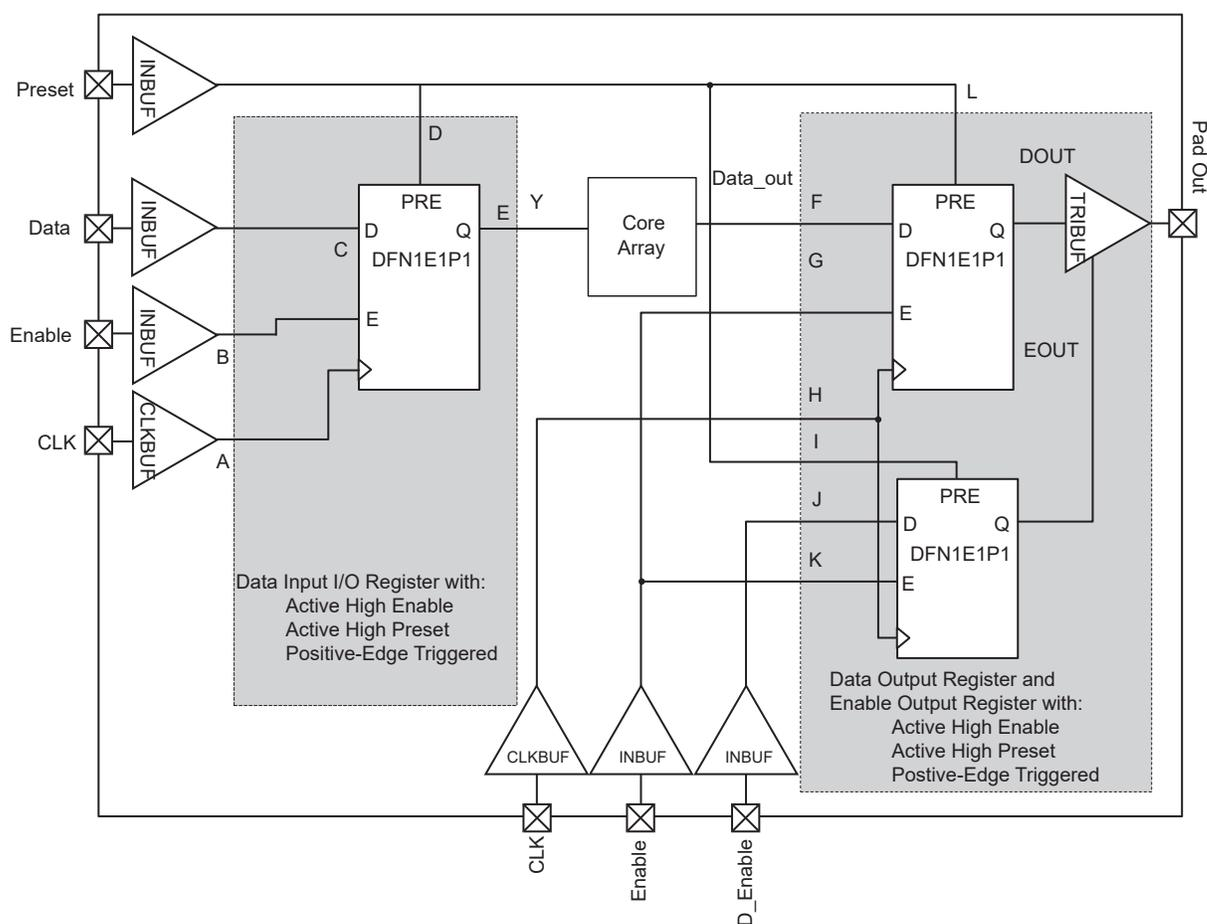 Preset
INBUF
L
D
Pad Out
DOUT
Data
INBUF
PRE
D
Q
C
DFN1E1P1
E
Y
Core
Array
Data_out
F
G
PRE
D
Q
DFN1E1P1
TRIBUF
Enable
INBUF
B
E
E
EOUT
CLK
CLKBUF
A
H
I
J
K
PRE
D
Q
DFN1E1P1
E
Data Input I/O Register with:
Active High Enable
Active High Preset
Positive-Edge Triggered
Data Output Register and
Enable Output Register with:
Active High Enable
Active High Preset
Postive-Edge Triggered
CLKBUF
INBUF
INBUF
CLK
Enable
D_Enable